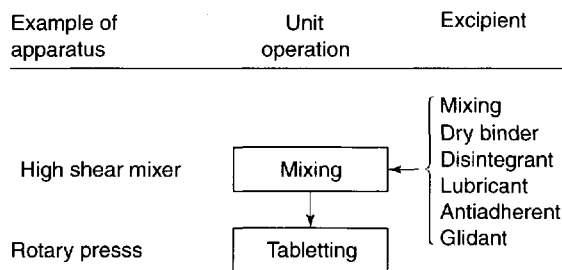 Example of apparatus
Unit operation
Excipient
High shear mixer
Mixing
Mixing
Dry binder
Disintegrant
Lubricant
Antiadherent
Glidant
Rotary presss
Tabletting